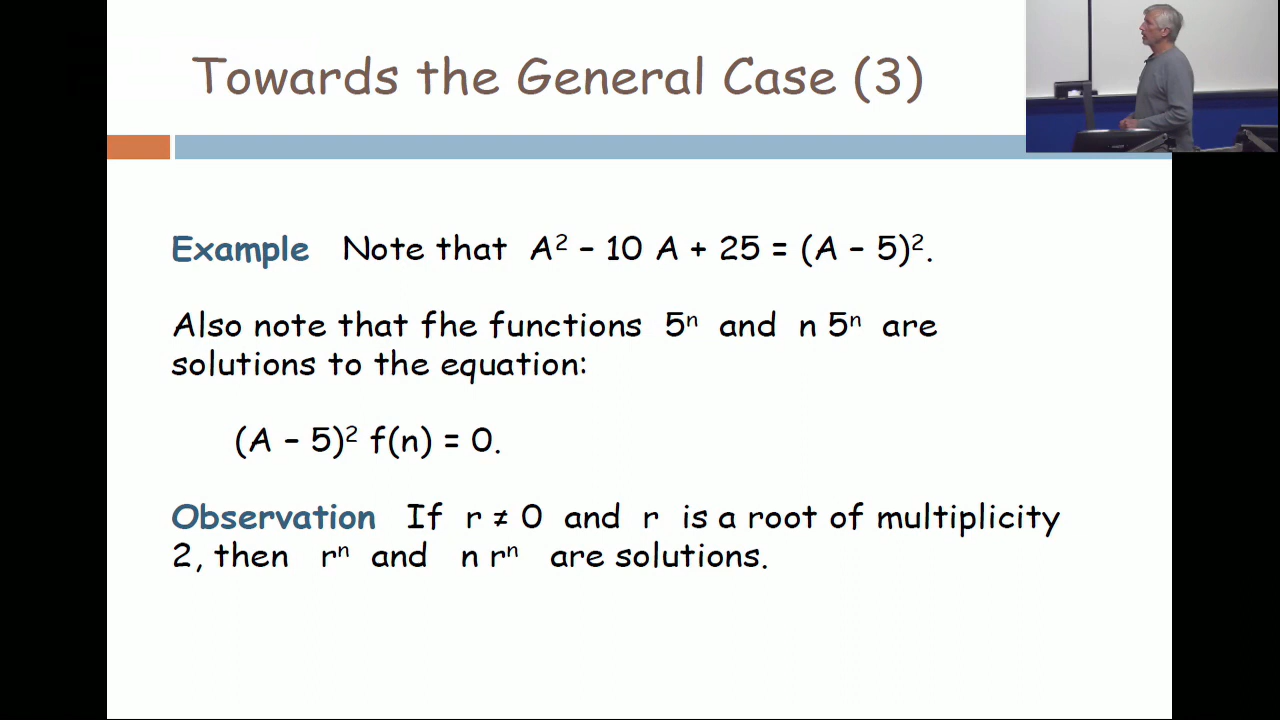 Towards the General Case (3)
Example Note that A² – 10 A + 25 = (A – 5)².
Also note that fhe functions 5ⁿ and n 5ⁿ are
solutions to the equation:
(A – 5)² f(n) = 0.
Observation If r ≠ 0 and r is a root of multiplicity
2, then rⁿ and n rⁿ are solutions.